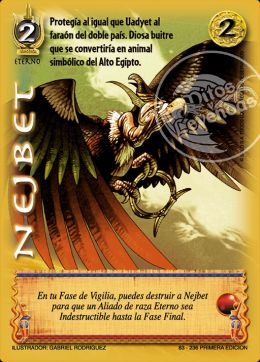 2
ETERNO
Protegía al igual que Uadyet al
faraón del doble país. Diosa buitre
que se convertiría en animal
simbólico del Alto Egipto.
2
Mitos
Leyendas
NEJBET
En tu Fase de Vigilia, puedes destruir a Nejbet
para que un Aliado de raza Eterno sea
Indestructible hasta la Fase Final.
ILUSTRADOR: GABRIEL RODRIGUEZ
83 - 236 PRIMERA EDICION